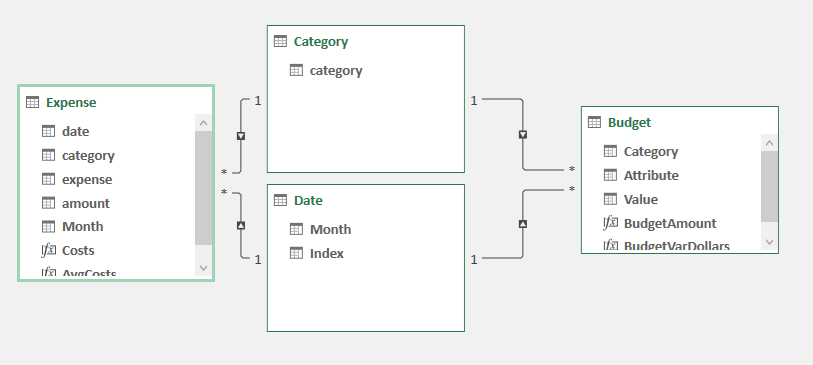 Category
category
Expense
date
category
expense
amount
Month
Costs
AvgCosts
1
*
*
1
Date
Month
Index
1
*
*
1
Budget
Category
Attribute
Value
BudgetAmount
BudgetVarDollars